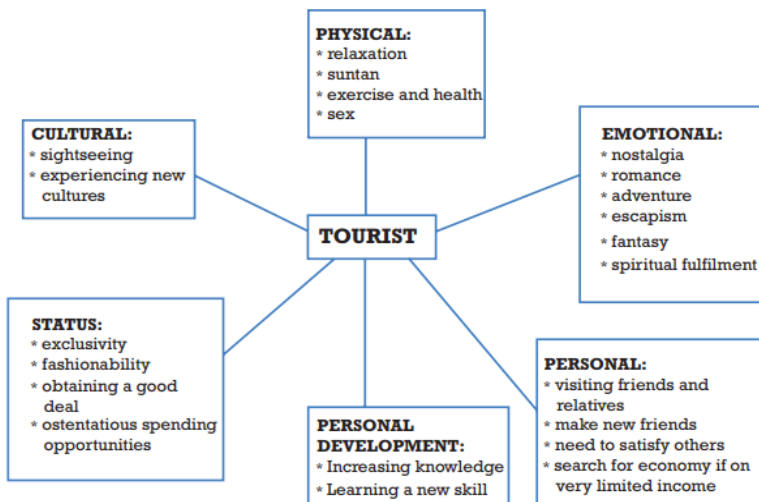 PHYSICAL:
* relaxation
* suntan
* exercise and health
* sex
CULTURAL:
* sightseeing
* experiencing new
cultures
EMOTIONAL:
* nostalgia
* romance
* adventure
* escapism
* fantasy
* spiritual fulfilment
TOURIST
STATUS:
* exclusivity
* fashionability
* obtaining a good
deal
* ostentatious spending
opportunities
PERSONAL
DEVELOPMENT:
* Increasing knowledge
* Learning a new skill
PERSONAL:
* visiting friends and
relatives
* make new friends
* need to satisfy others
* search for economy if on
very limited income